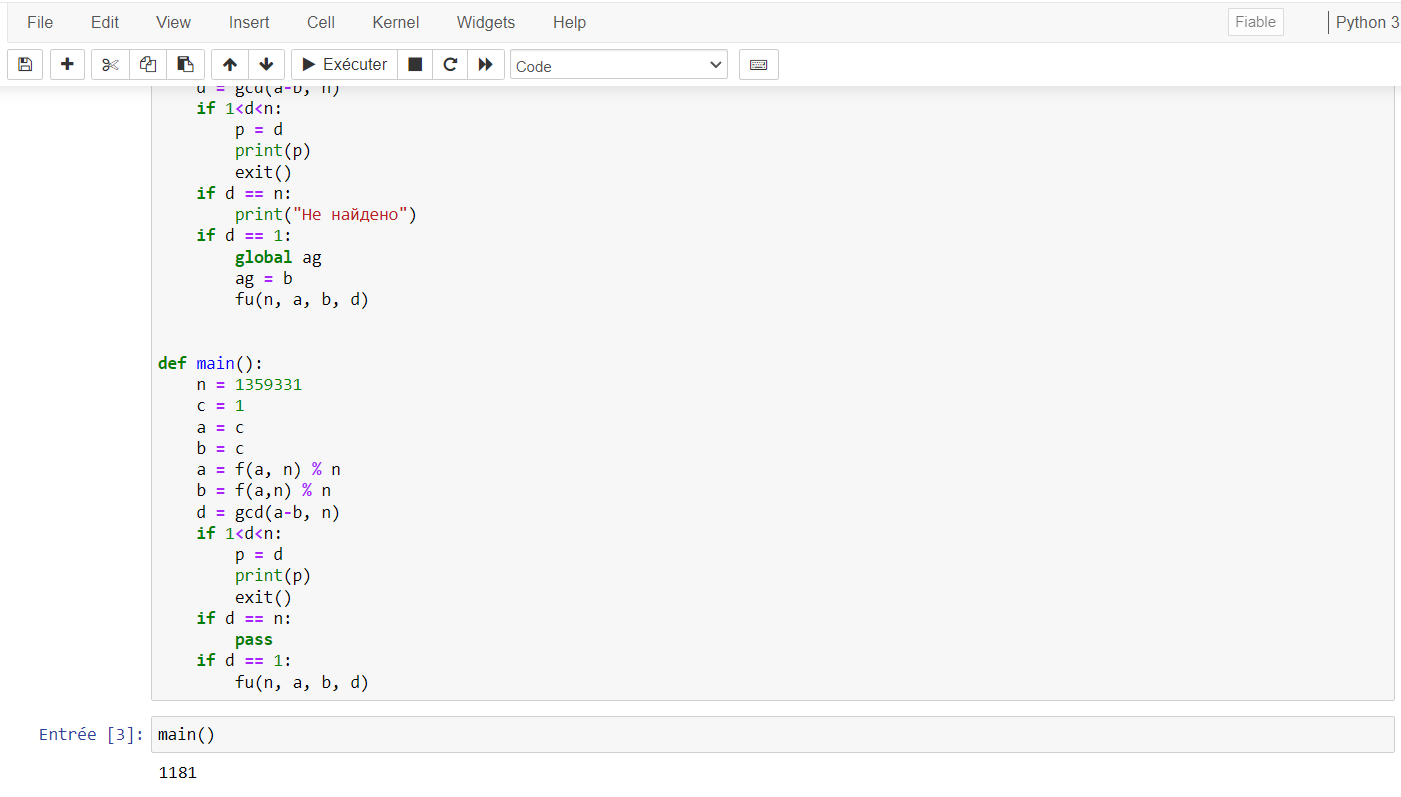 File Edit View Insert Cell Kernel Widgets Help Fiable Python 3
Exécuter Code
d = gcd(a-b, n)
if 1<d<n:
p = d
print(p)
exit()
if d == n:
print("Не найдено")
if d == 1:
global ag
ag = b
fu(n, a, b, d)
def main():
n = 1359331
c = 1
a = c
b = c
a = f(a, n) % n
b = f(a,n) % n
d = gcd(a-b, n)
if 1<d<n:
p = d
print(p)
exit()
if d == n:
pass
if d == 1:
fu(n, a, b, d)
Entrée [3]: main()
1181